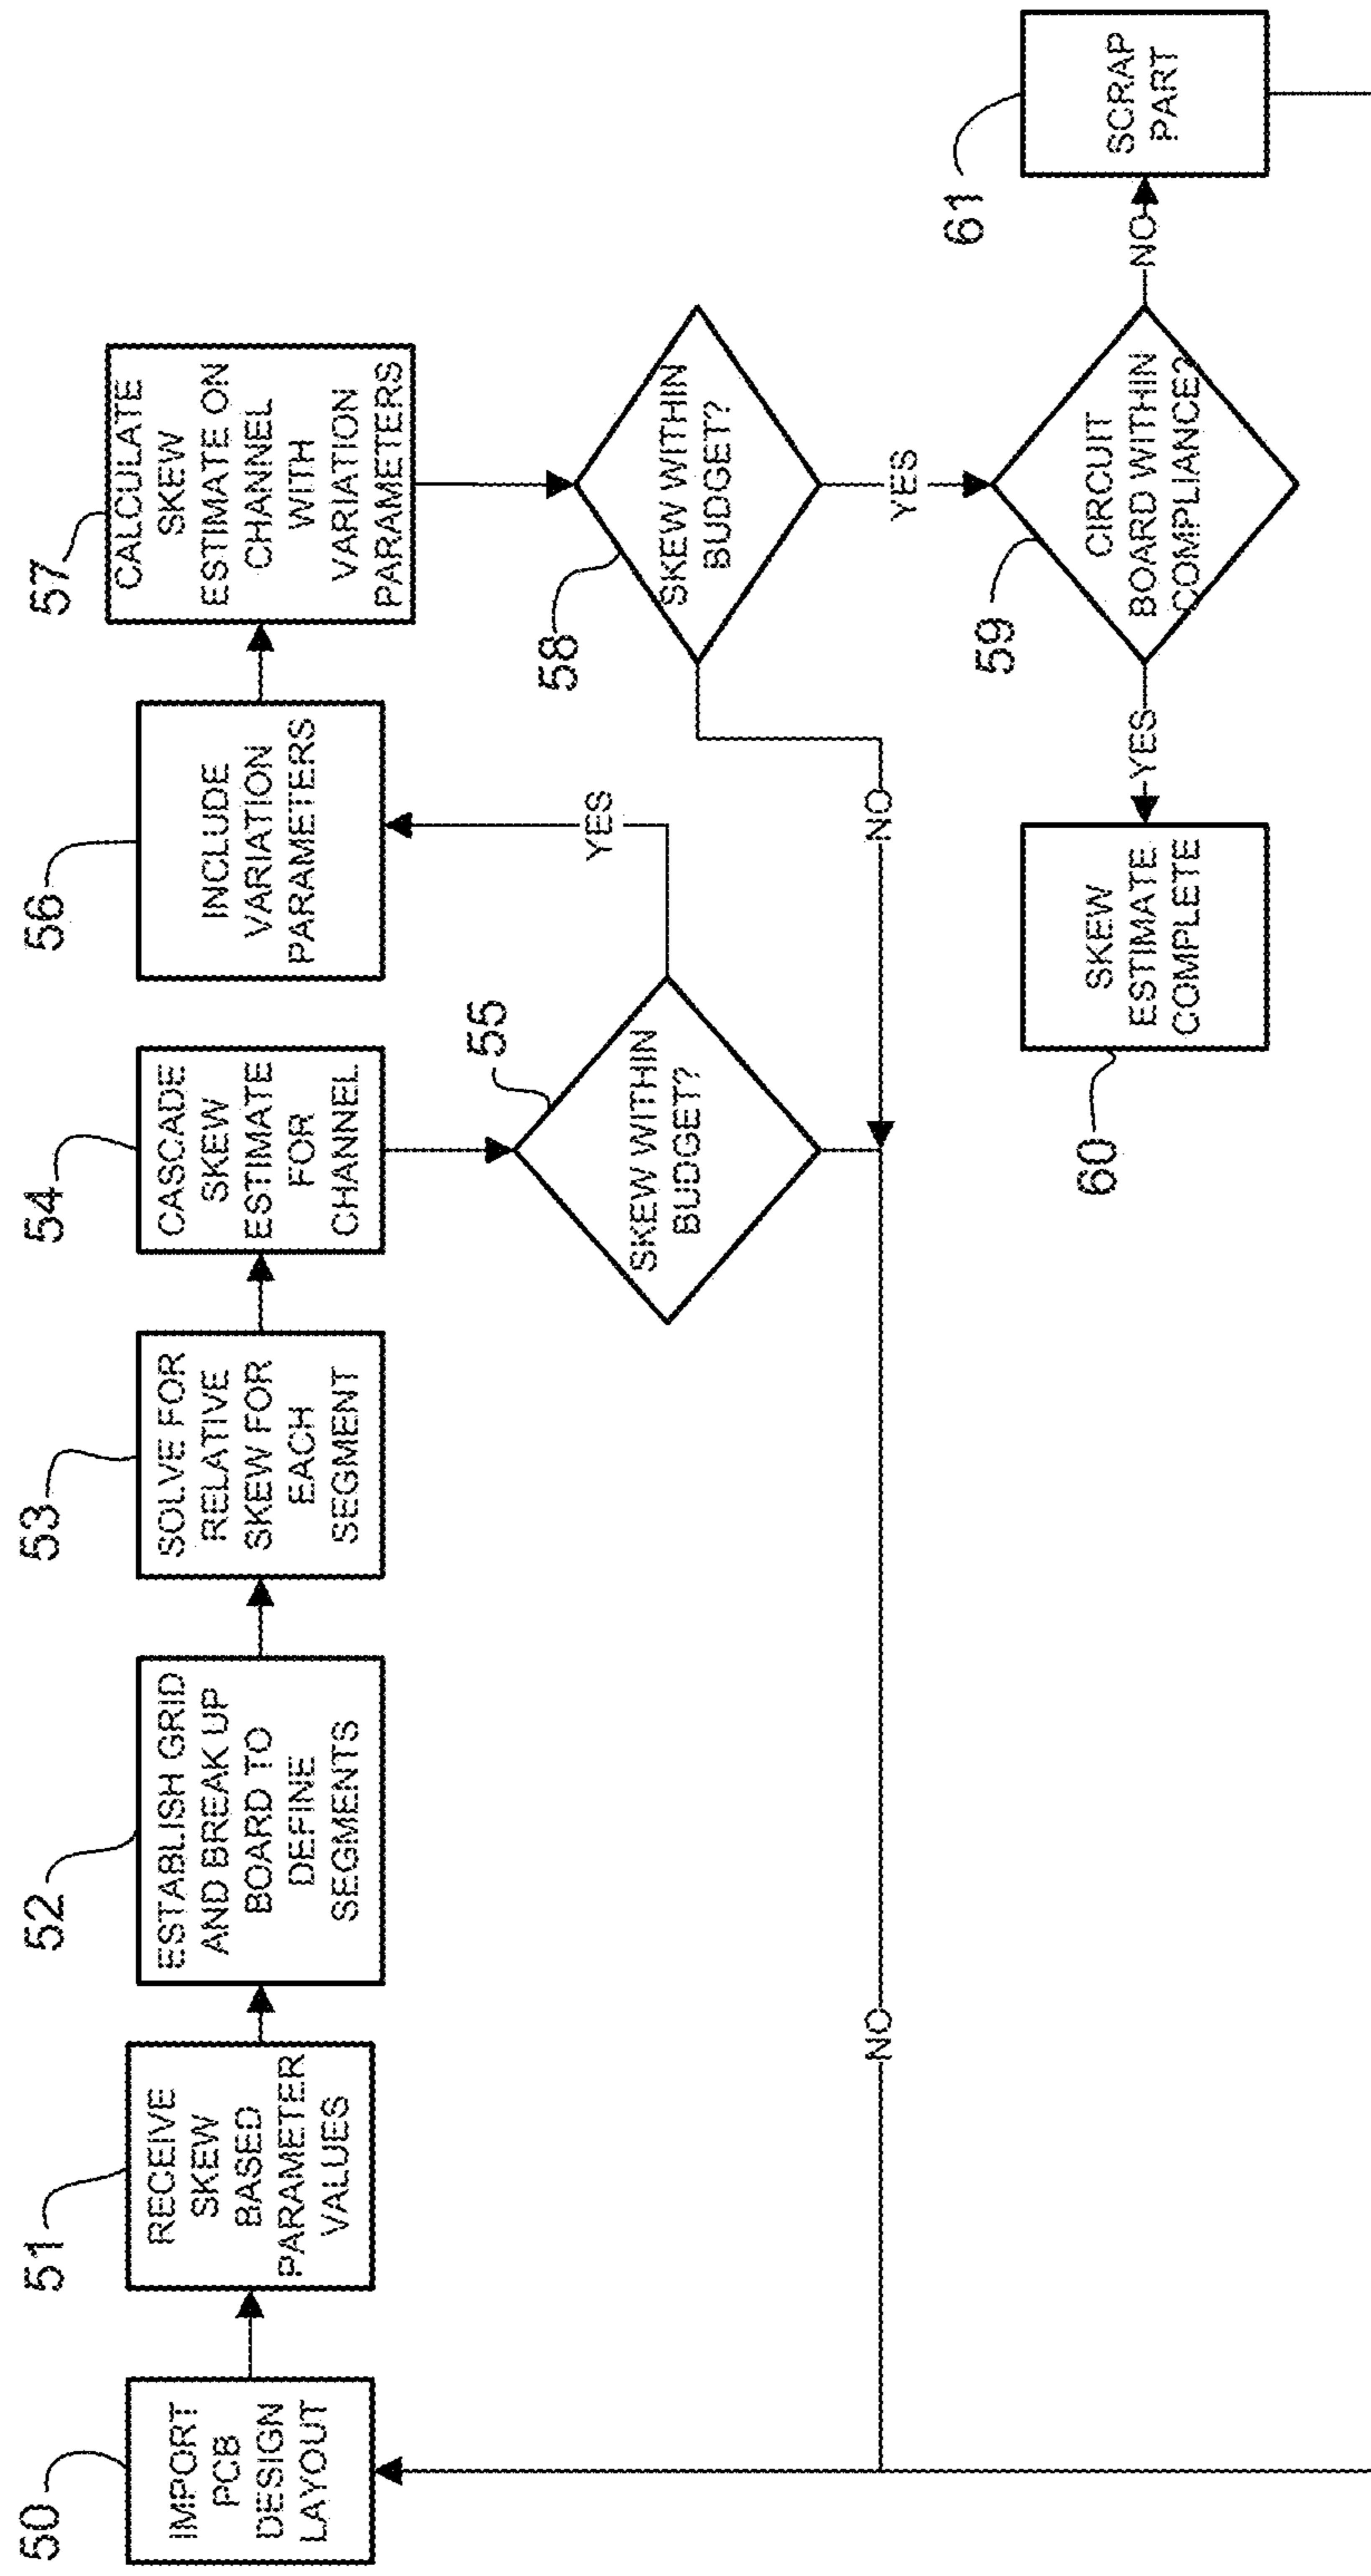 50
IMPORT
PCB
DESIGN
LAYOUT
51
RECEIVE
SKEW
BASED
PARAMETER
VALUES
52
ESTABLISH GRID
AND BREAK UP
BOARD TO
DEFINE
SEGMENTS
53
SOLVE FOR
RELATIVE
SKEW FOR
EACH
SEGMENT
54
CASCADE
SKEW
ESTIMATE
FOR
CHANNEL
55
SKEW WITHIN
BUDGET?
YES
NO
56
INCLUDE
VARIATION
PARAMETERS
57
CALCULATE
SKEW
ESTIMATE ON
CHANNEL
WITH
VARIATION
PARAMETERS
58
SKEW WITHIN
BUDGET?
NO
YES
59
CIRCUIT
BOARD WITHIN
COMPLIANCE?
YES
NO
60
SKEW
ESTIMATE
COMPLETE
61
SCRAP
PART